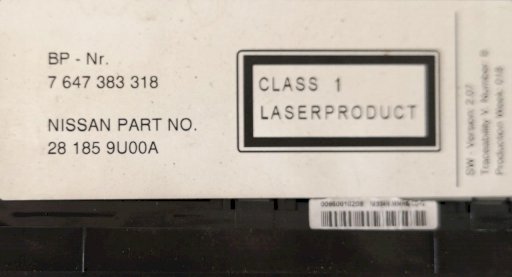 BP - Nr.
7 647 383 318
NISSAN PART NO.
28 185 9U00A
CLASS 1
LASERPRODUCT
SW - Version: 2.07
Traceability Y. Number:
Production Week: 018